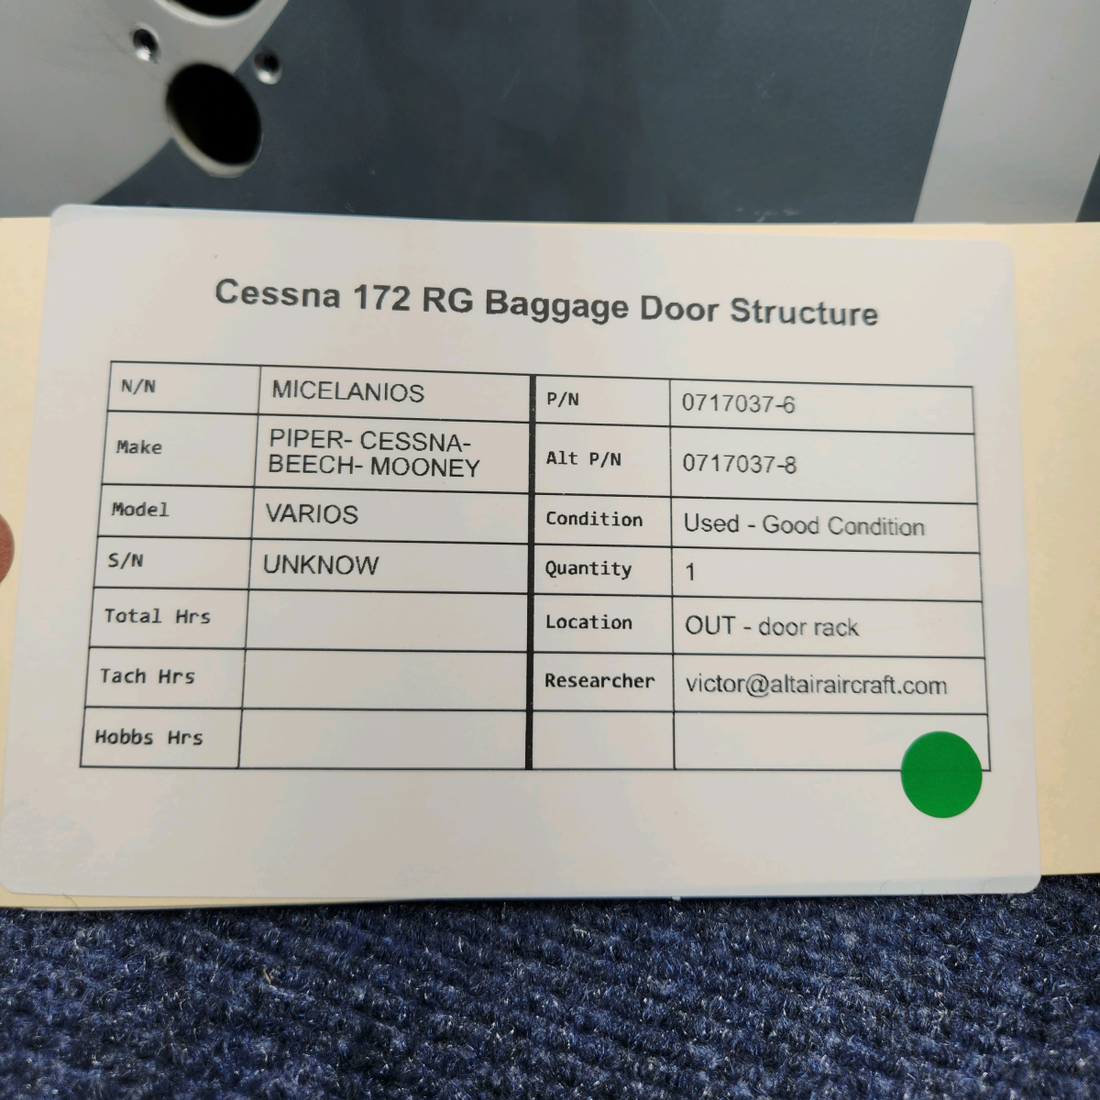 Cessna 172 RG Baggage Door Structure
N/N MICELANIOS P/N 0717037-6
Make PIPER- CESSNA- BEECH- MOONEY Alt P/N 0717037-8
Model VARIOS Condition Used - Good Condition
S/N UNKNOW Quantity 1
Total Hrs Location OUT - door rack
Tach Hrs Researcher victor@altairaircraft.com
Hobbs Hrs